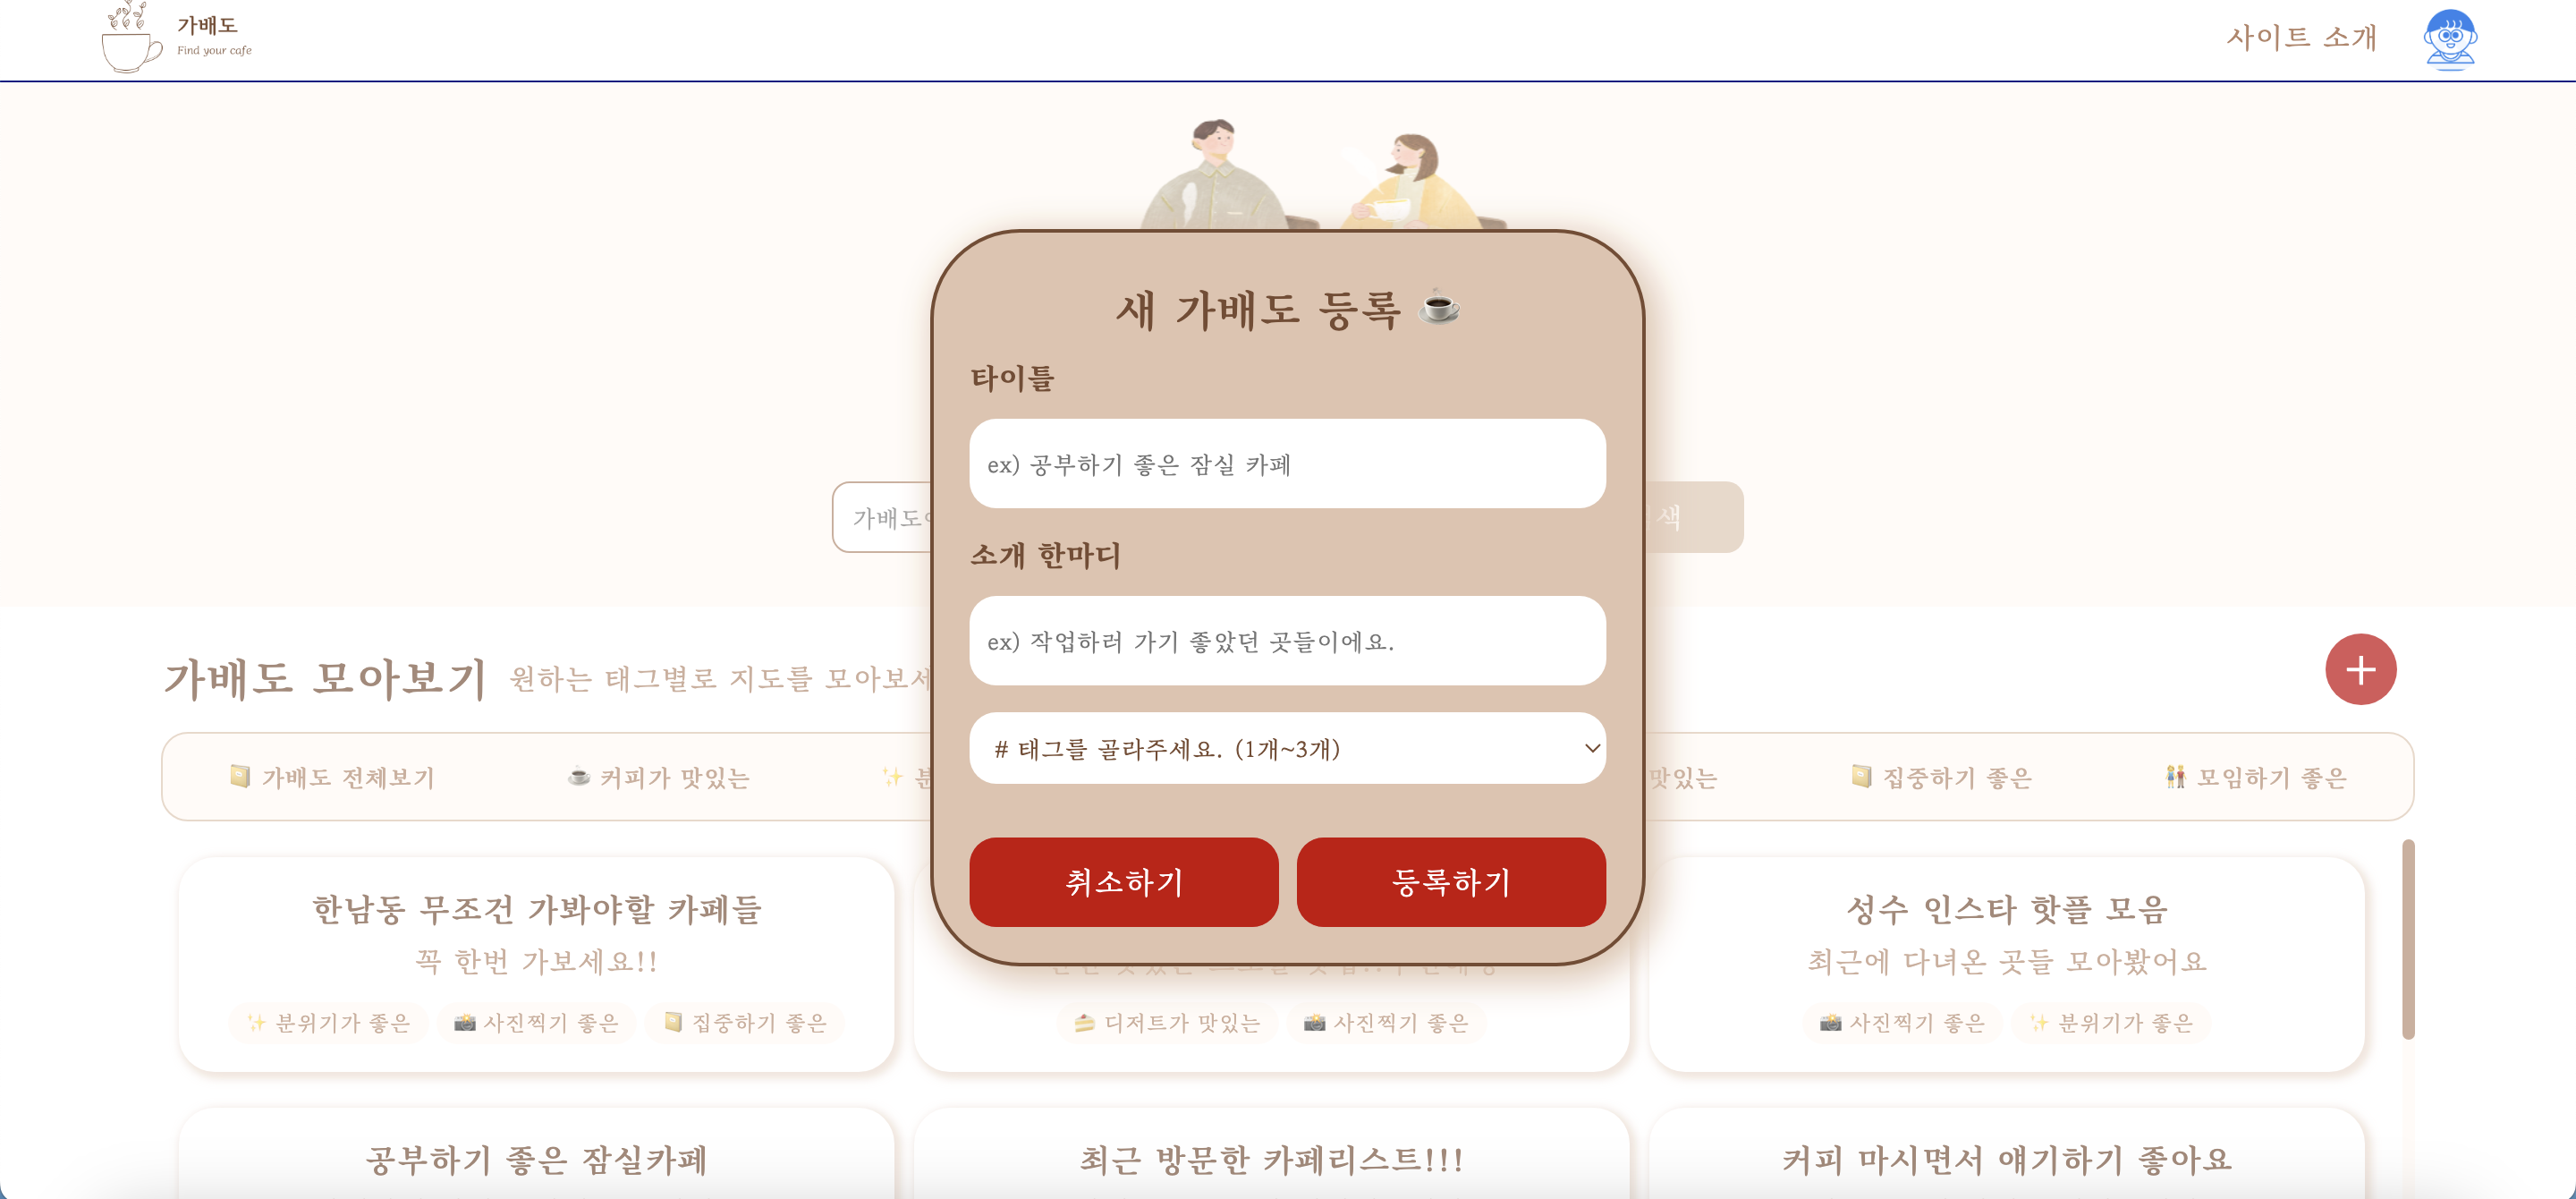 가배도
Find your cafe
사이트 소개
새 가배도 등록
타이틀
ex) 공부하기 좋은 잠실 카페
가배도
색
소개 한마디
ex) 작업하러 가기 좋았던 곳들이에요.
가배도 모아보기 원하는 태그별로 지도를 모아보세
# 태그를 골라주세요. (1개~3개)
가배도 전체보기 커피가 맛있는 맛있는 집중하기 좋은 모임하기 좋은
취소하기 등록하기
한남동 무조건 가봐야할 카페들
꼭 한번 가보세요!!
분위기가 좋은 사진찍기 좋은 집중하기 좋은
디저트가 맛있는 사진찍기 좋은
성수 인스타 핫플 모음
최근에 다녀온 곳들 모아봤어요
사진찍기 좋은 분위기가 좋은
공부하기 좋은 잠실카페
최근 방문한 카페리스트!!!
커피 마시면서 얘기하기 좋아요